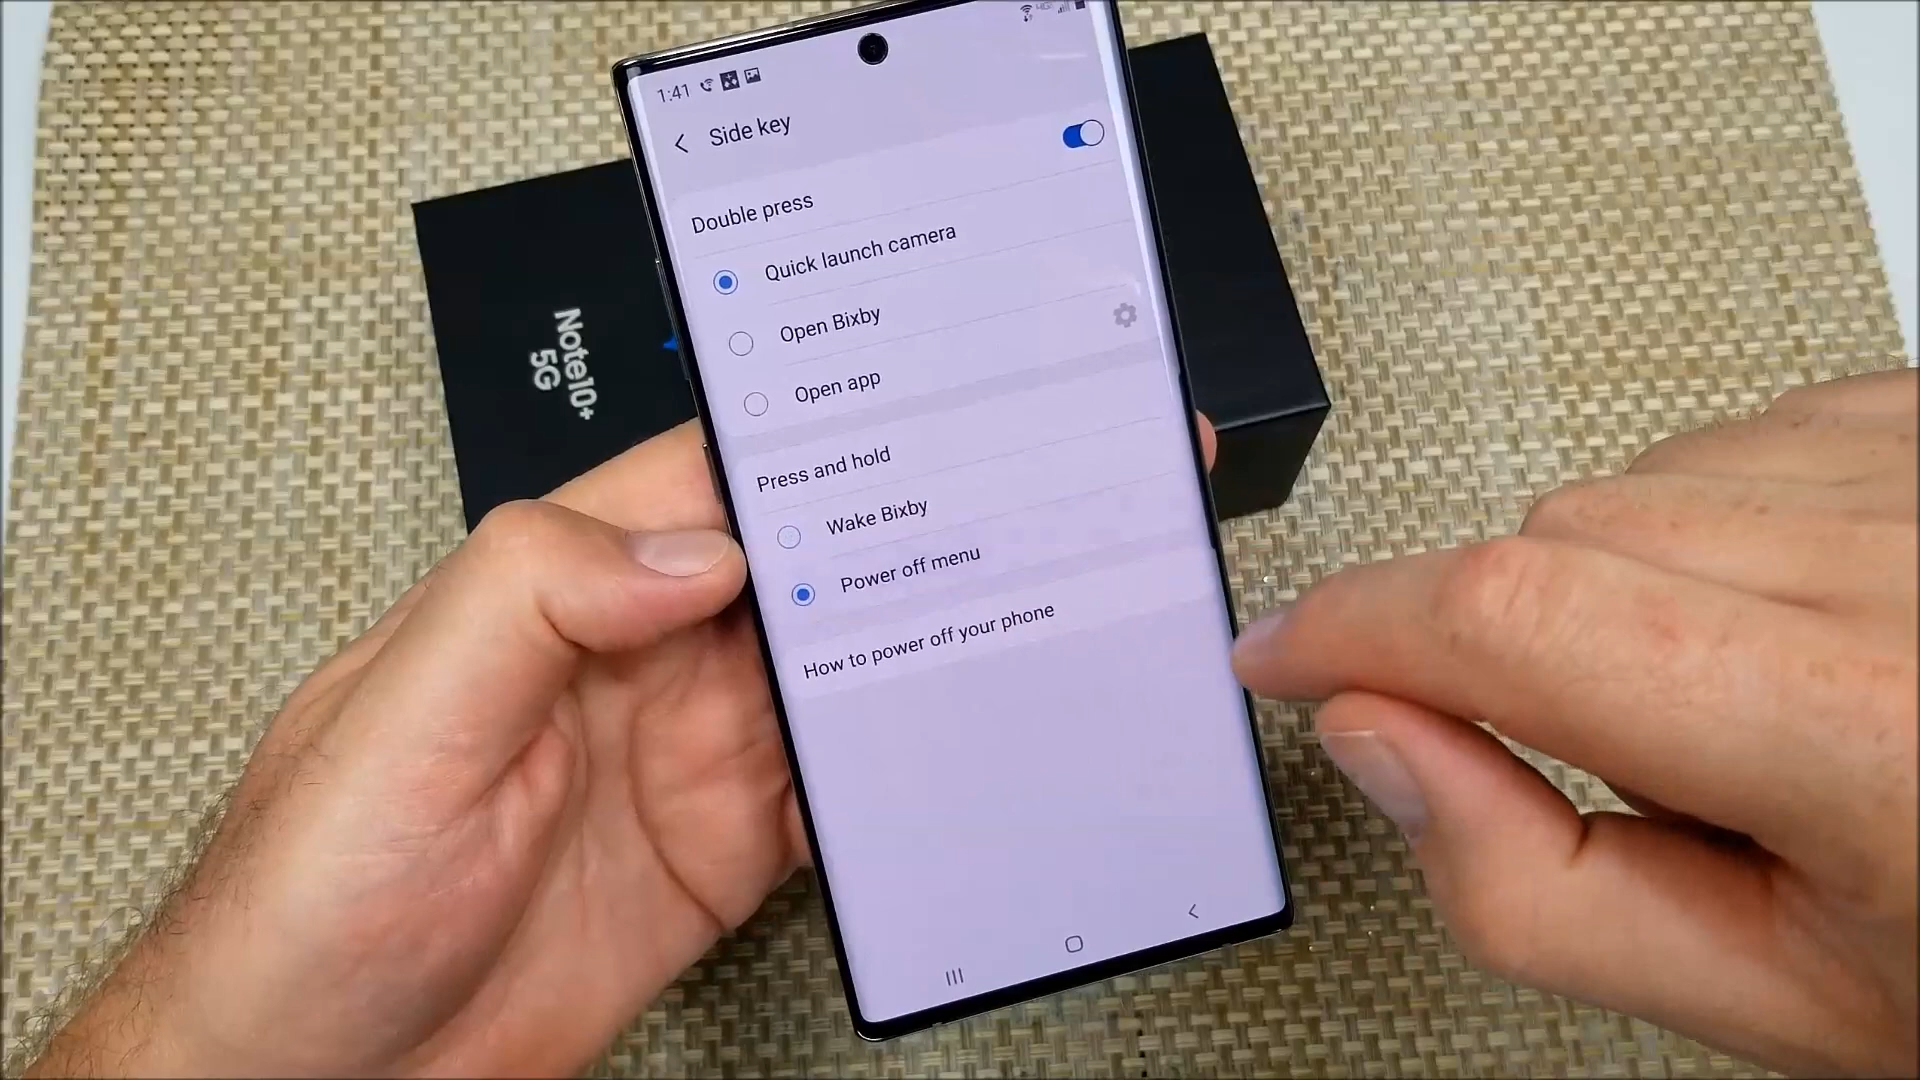 1:41
Side key
Double press
Quick launch camera
Open Bixby
Open app
Press and hold
Wake Bixby
Power off menu
How to power off your phone
Note10+
5G